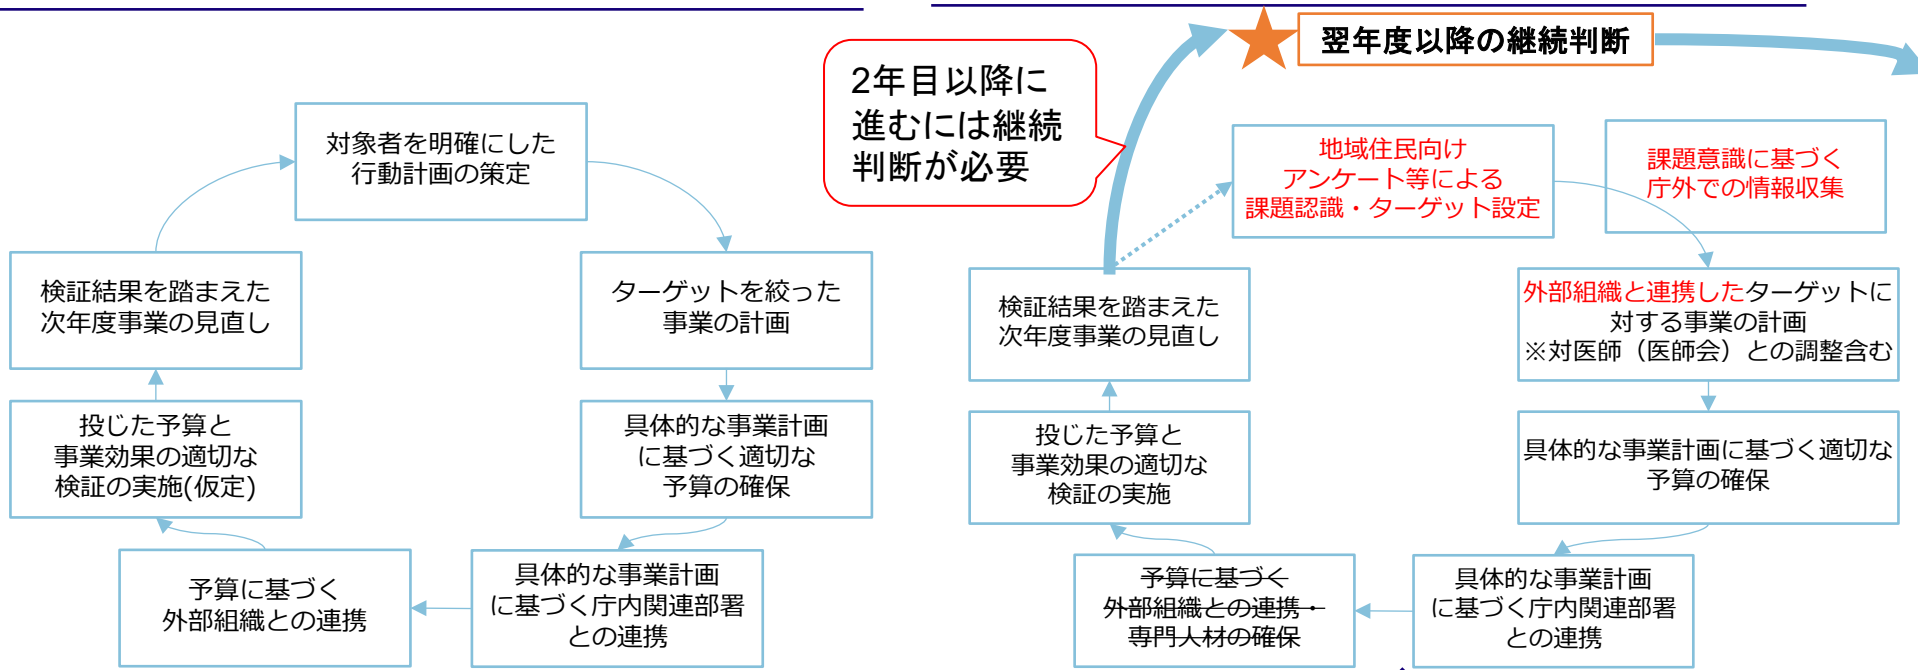 対象者を明確にした
行動計画の策定
ターゲットを絞った
事業の計画
具体的な事業計画
に基づく適切な
予算の確保
具体的な事業計画
に基づく庁内関連部署
との連携
予算に基づく
外部組織との連携
投じた予算と
事業効果の適切な
検証の実施(仮定)
検証結果を踏まえた
次年度事業の見直し
2年目以降に
進むには継続
判断が必要
翌年度以降の継続判断
地域住民向け
アンケート等による
課題認識・ターゲット設定
課題意識に基づく
庁外での情報収集
外部組織と連携したターゲットに
対する事業の計画
※対医師（医師会）との調整含む
具体的な事業計画に基づく適切な
予算の確保
具体的な事業計画
に基づく庁内関連部署
との連携
予算に基づく
外部組織との連携・
専門人材の確保
投じた予算と
事業効果の適切な
検証の実施
検証結果を踏まえた
次年度事業の見直し